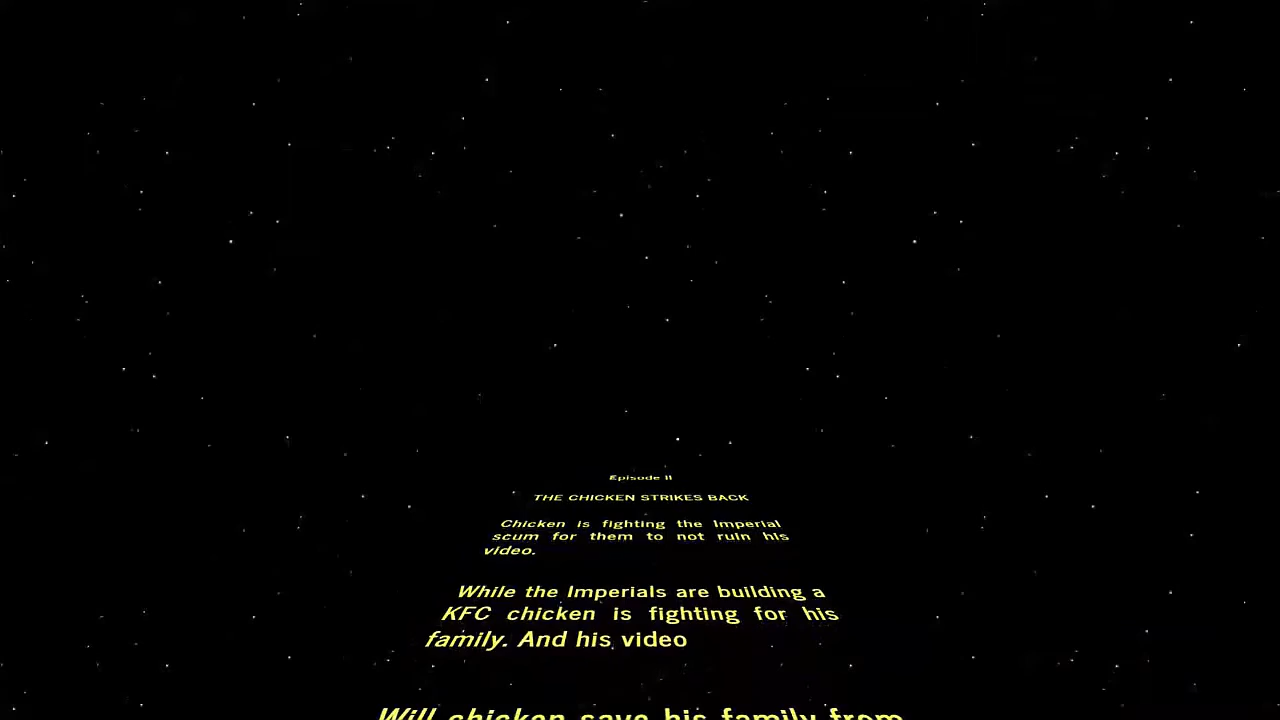 Episode II
THE CHICKEN STRIKES BACK
Chicken is fighting the Imperial
scum for them to not ruin his
video.
While the Imperials are building a
KFC chicken is fighting for his
family. And his video
Will chicken save his family from